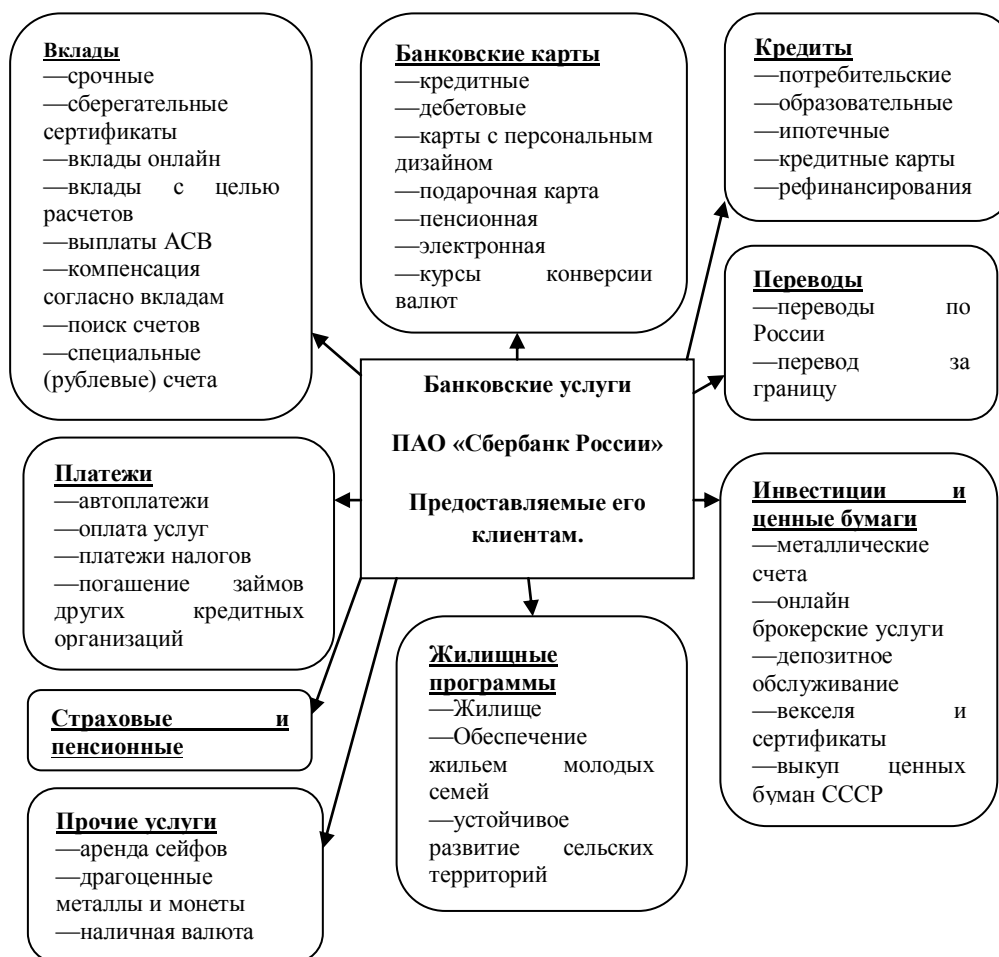 Вклады
—срочные
—сберегательные
сертификаты
—вклады онлайн
—вклады с целью
расчетов
—выплаты АСВ
—компенсация
согласно вкладам
—поиск счетов
—специальные
(рублевые) счета
Банковские карты
—кредитные
—дебетовые
—карты с персональным
дизайном
—подарочная карта
—пенсионная
—электронная
—курсы конверсии
валют
Кредиты
—потребительские
—образовательные
—ипотечные
—кредитные карты
—рефинансирования
Переводы
—переводы по
России
—перевод за
границу
Банковские услуги
ПАО «Сбербанк России»
Предоставляемые его
клиентам.
Платежи
—автоплатежи
—оплата услуг
—платежи налогов
—погашение займов
других кредитных
организаций
Инвестиции и
ценные бумаги
—металлические
счета
—онлайн
брокерские услуги
—депозитное
обслуживание
—векселя и
сертификаты
—выкуп ценных
буман СССР
Жилищные
программы
—Жилище
—Обеспечение
жильем молодых
семей
—устойчивое
развитие сельских
территорий
Страховые и
пенсионные
Прочие услуги
—аренда сейфов
—драгоценные
металлы и монеты
—наличная валюта